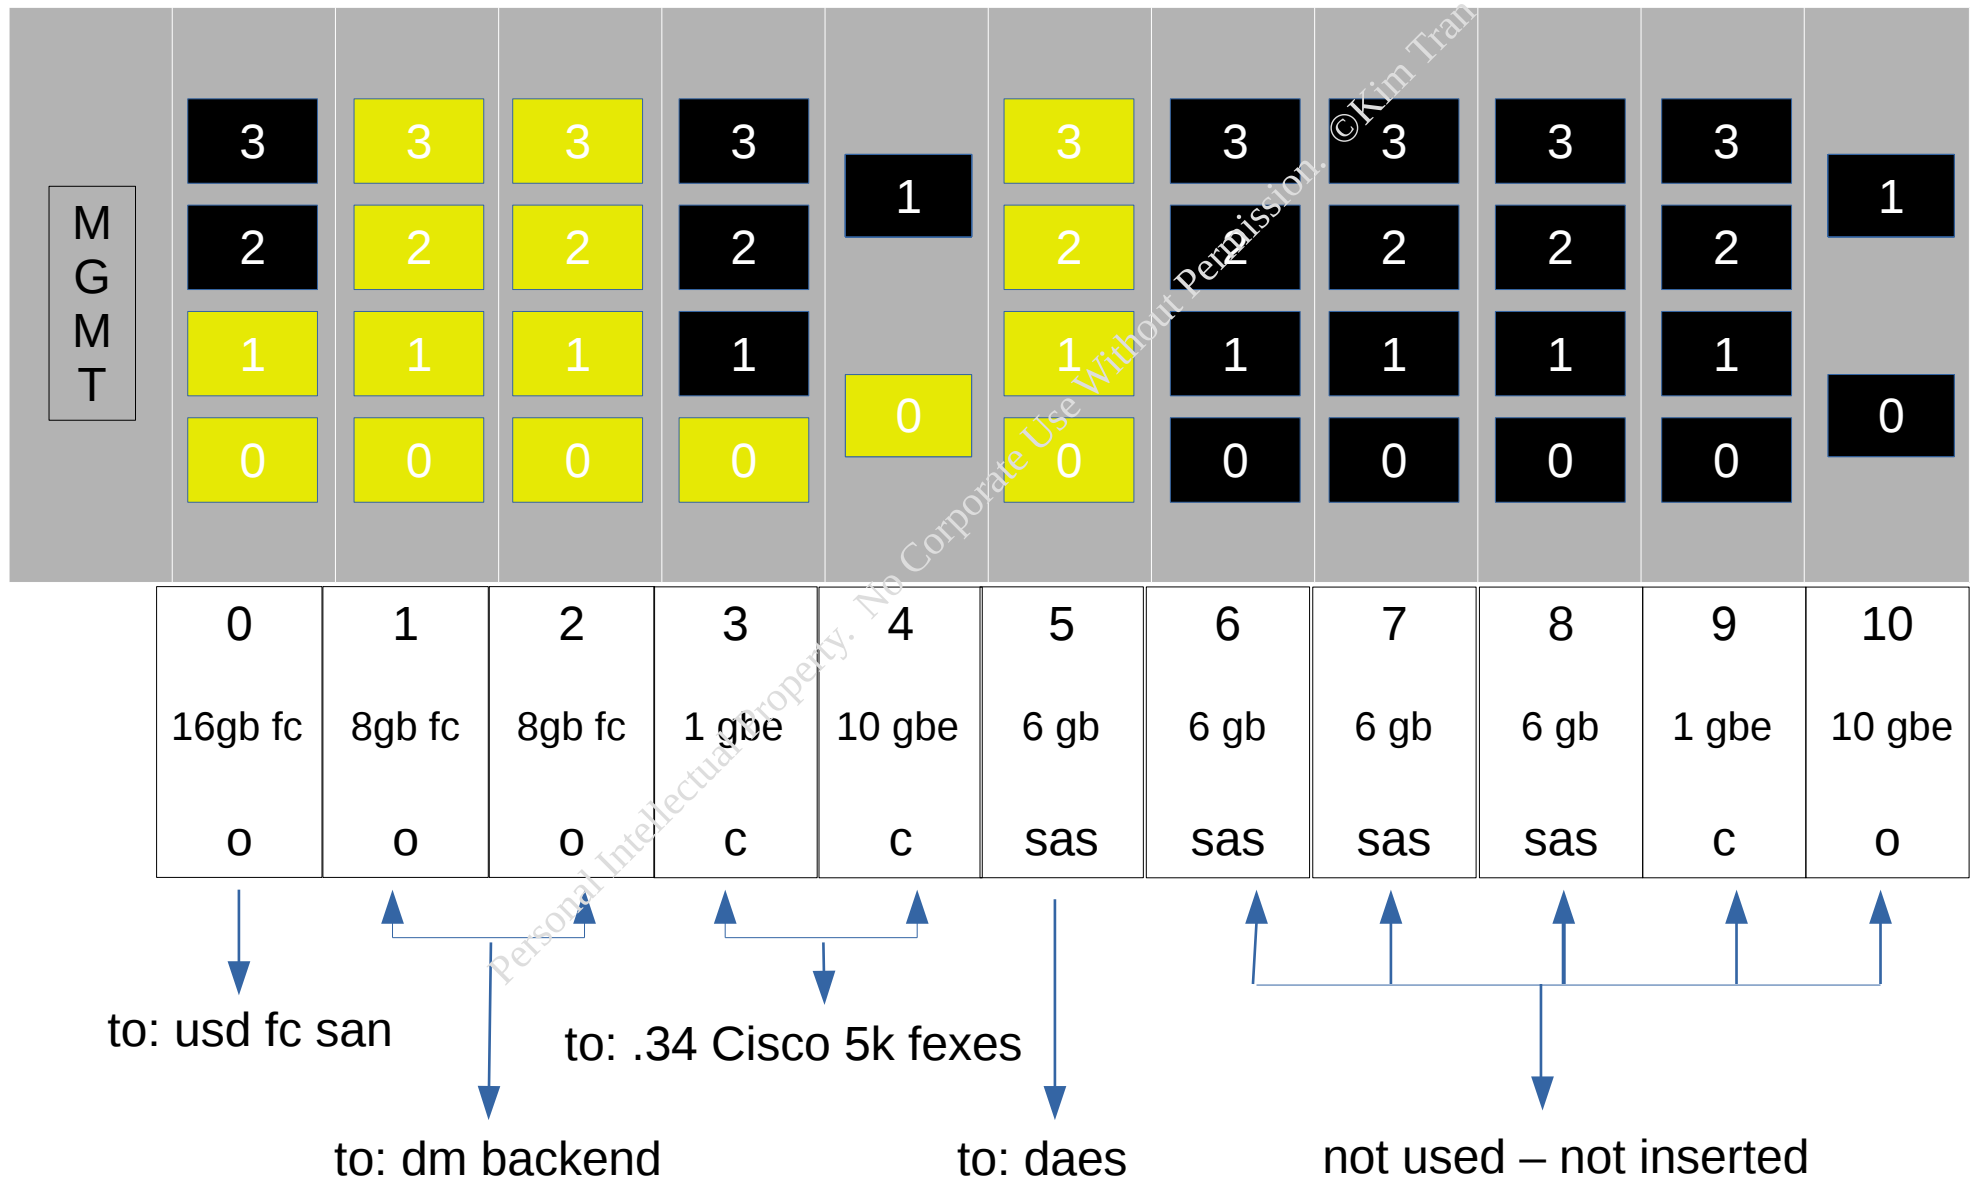 3 3 3 3 3 3 3 3 3
1 1
M
G
M
T
2 2 2 2 2 2 2 2 2
1 1 1 1 1 1 1 1 1
0 0
0 0 0 0 0 0 0 0 0
0 1 2 3 4 5 6 7 8 9 10
16gb fc 8gb fc 8gb fc 1 gbe 10 gbe 6 gb 6 gb 6 gb 6 gb 1 gbe 10 gbe
o o o c c sas sas sas sas c o
to: usd fc san
to: .34 Cisco 5k fexes
to: dm backend
to: daes
not used – not inserted
Personal Intellectual Property. No Corporate Use Without Permission. ©Kim Tran